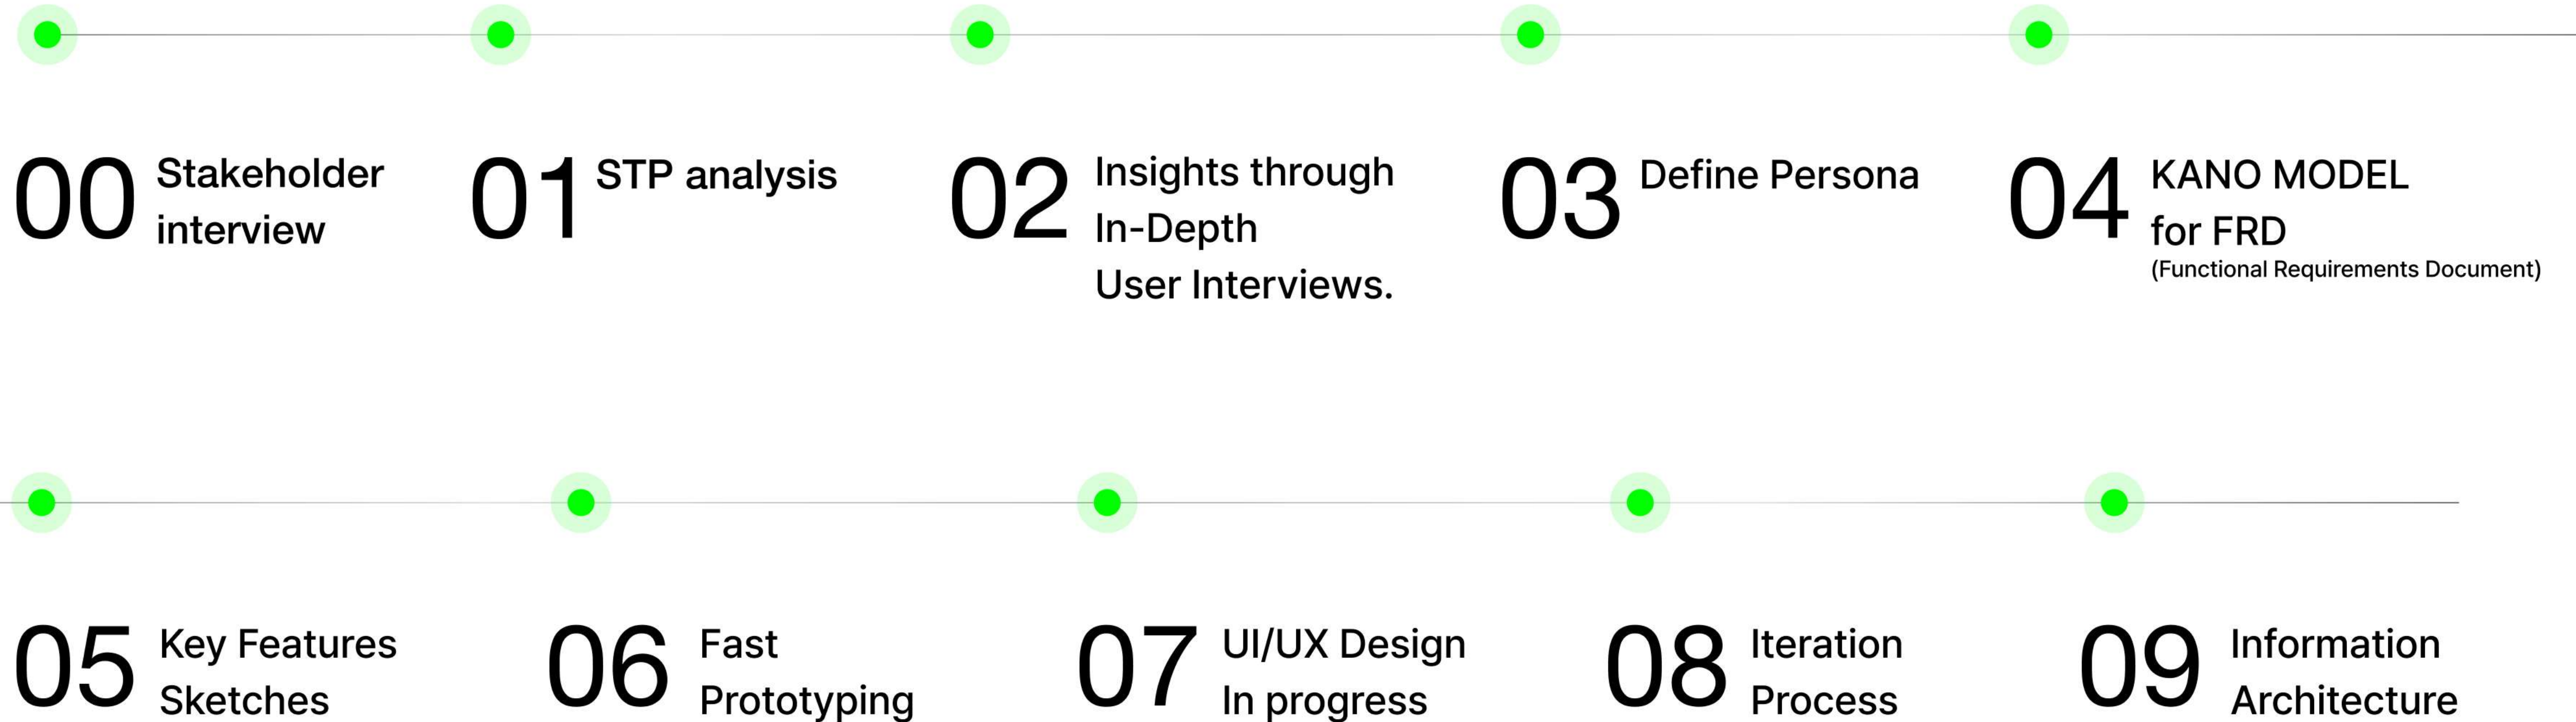 00 Stakeholder
interview
01 STP analysis
02 Insights through
In-Depth
User Interviews.
03 Define Persona
04 KANO MODEL
for FRD
(Functional Requirements Document)
05 Key Features
Sketches
06 Fast
Prototyping
07 UI/UX Design
In progress
08 Iteration
Process
09 Information
Architecture